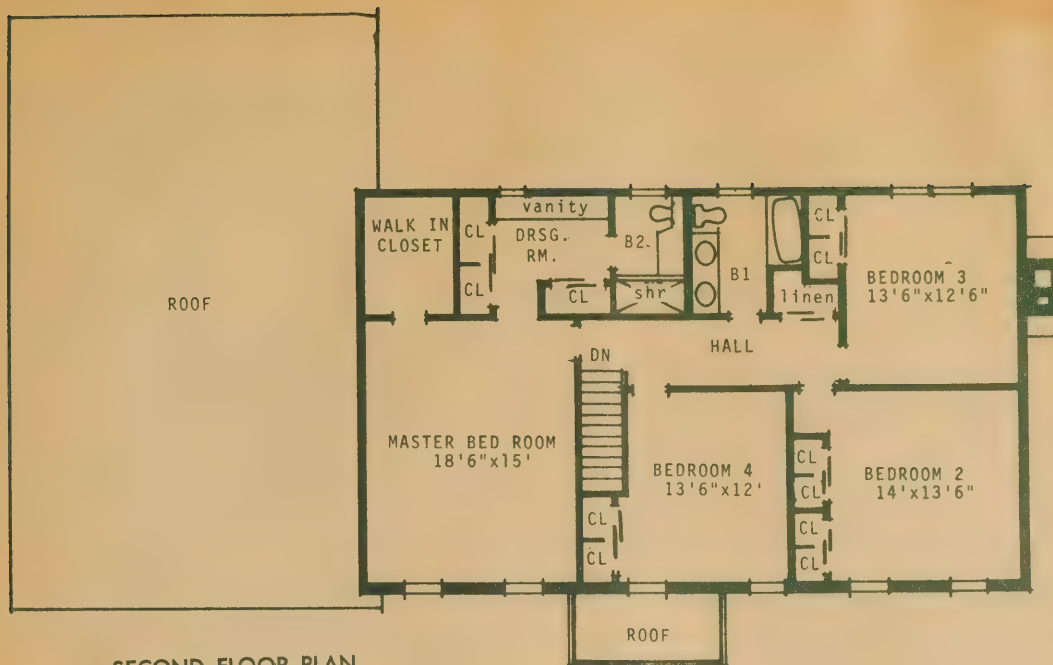 ROOF
WALK IN
CLOSET
CL
CL
vanity
DRSG.
RM.
CL
B2.
shr
B1
linen
CL
CL
BEDROOM 3
13'6"x12'6"
HALL
DN
MASTER BED ROOM
18'6"x15'
CL
CL
BEDROOM 4
13'6"x12'
CL
CL
CL
CL
BEDROOM 2
14'x13'6"
ROOF
SECOND FLOOR PLAN